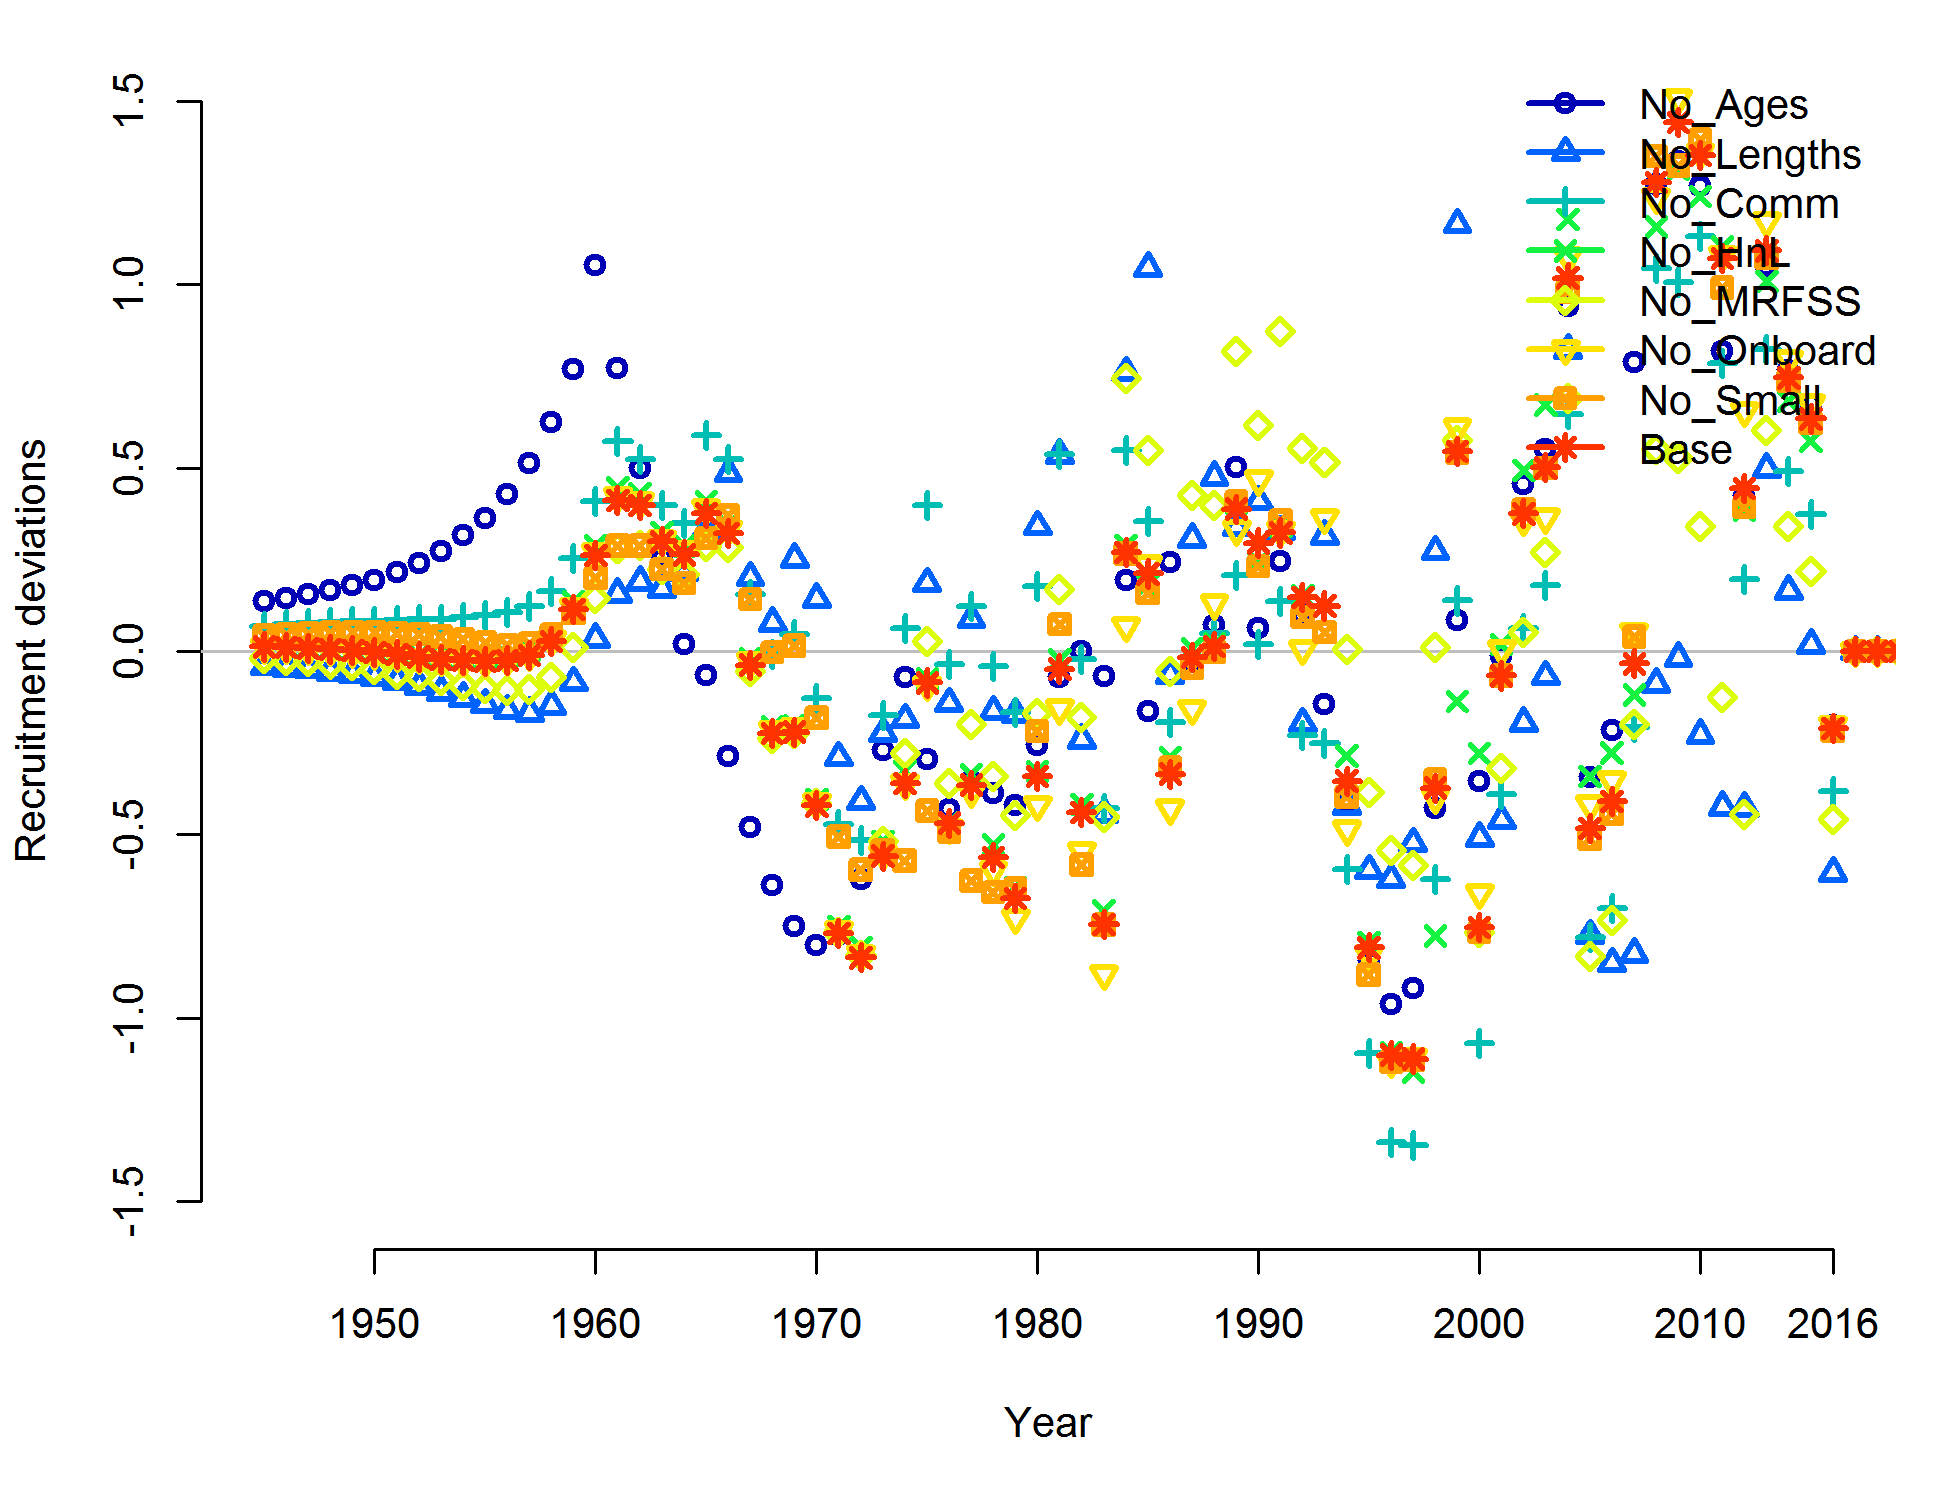 Recruitment deviations
1.5
1.0
0.5
0.0
-0.5
-1.0
-1.5
No_Ages
No_Lengths
No_Comm
No_HnL
No_MRFSS
No_Onboard
No_Small
Base
1950 1960 1970 1980 1990 2000 2010 2016
Year